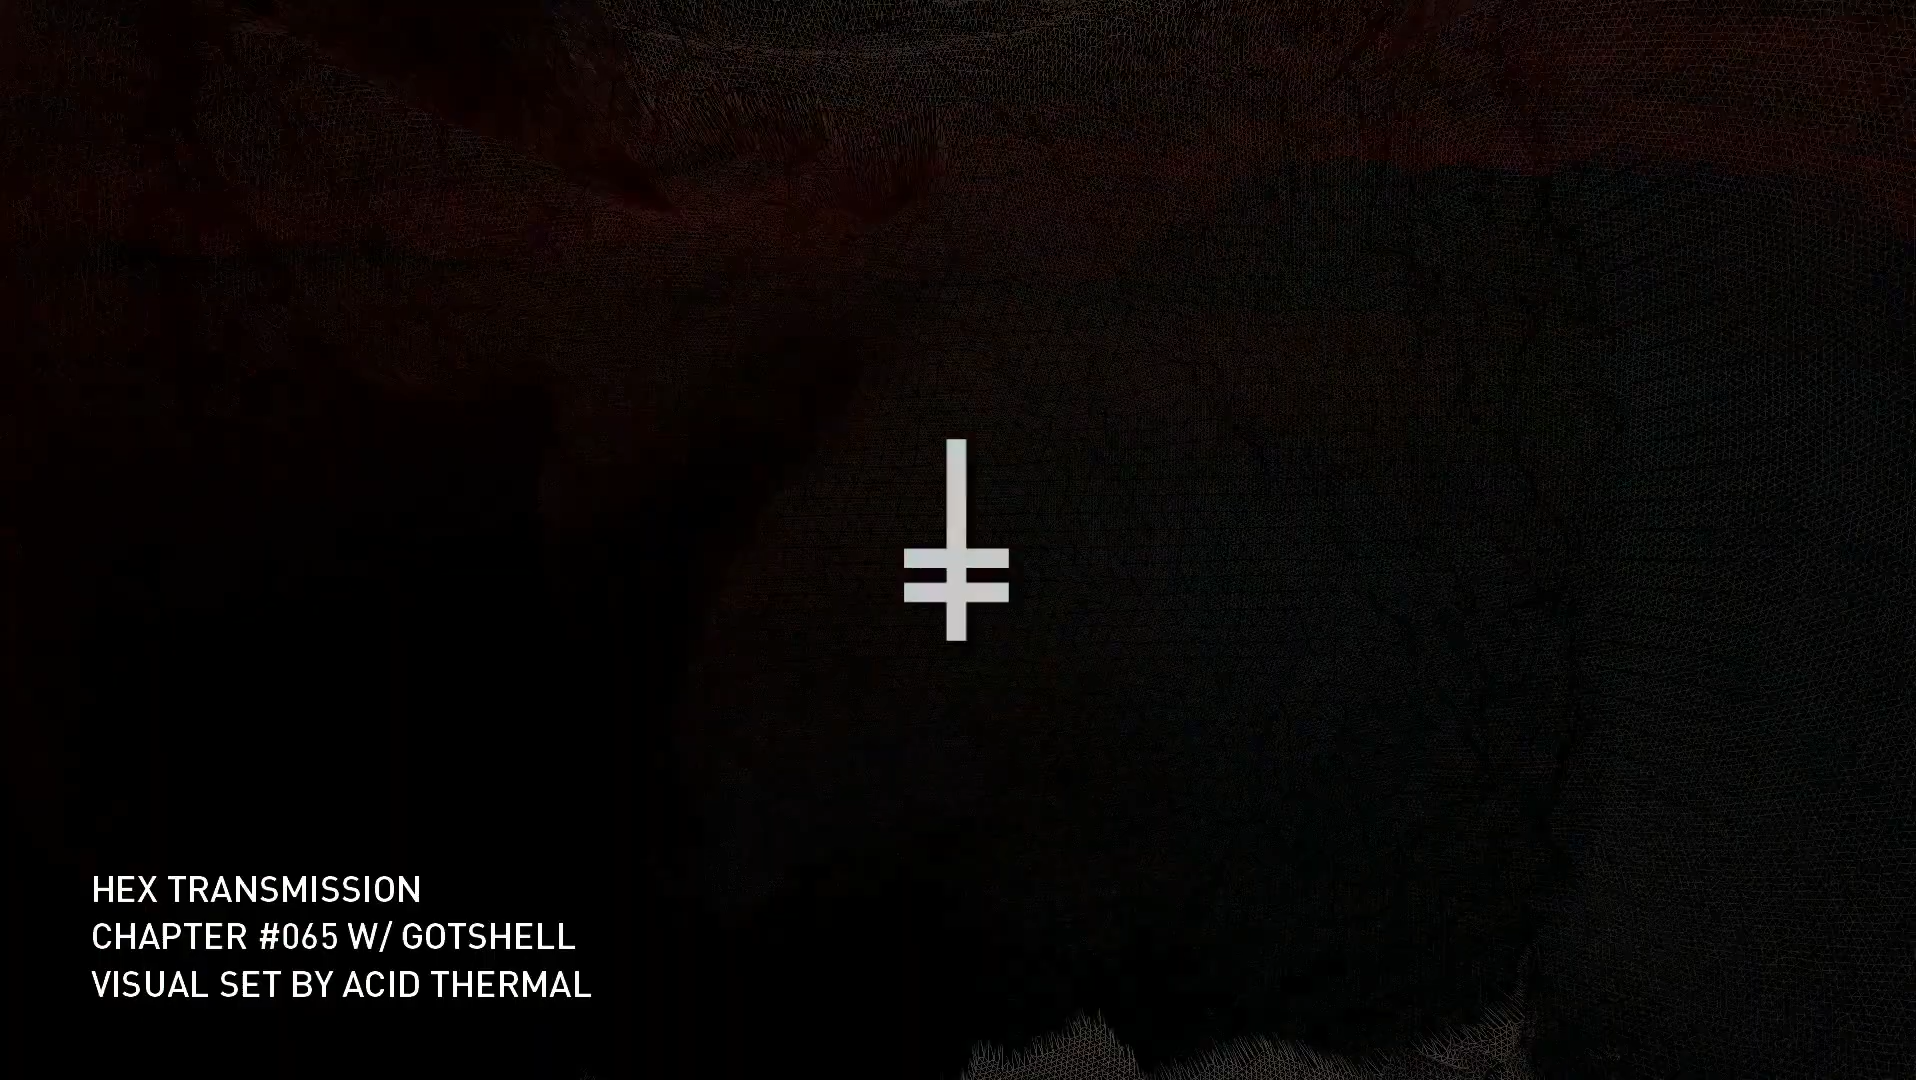 HEX TRANSMISSION
CHAPTER #065 W/ GOTSHELL
VISUAL SET BY ACID THERMAL